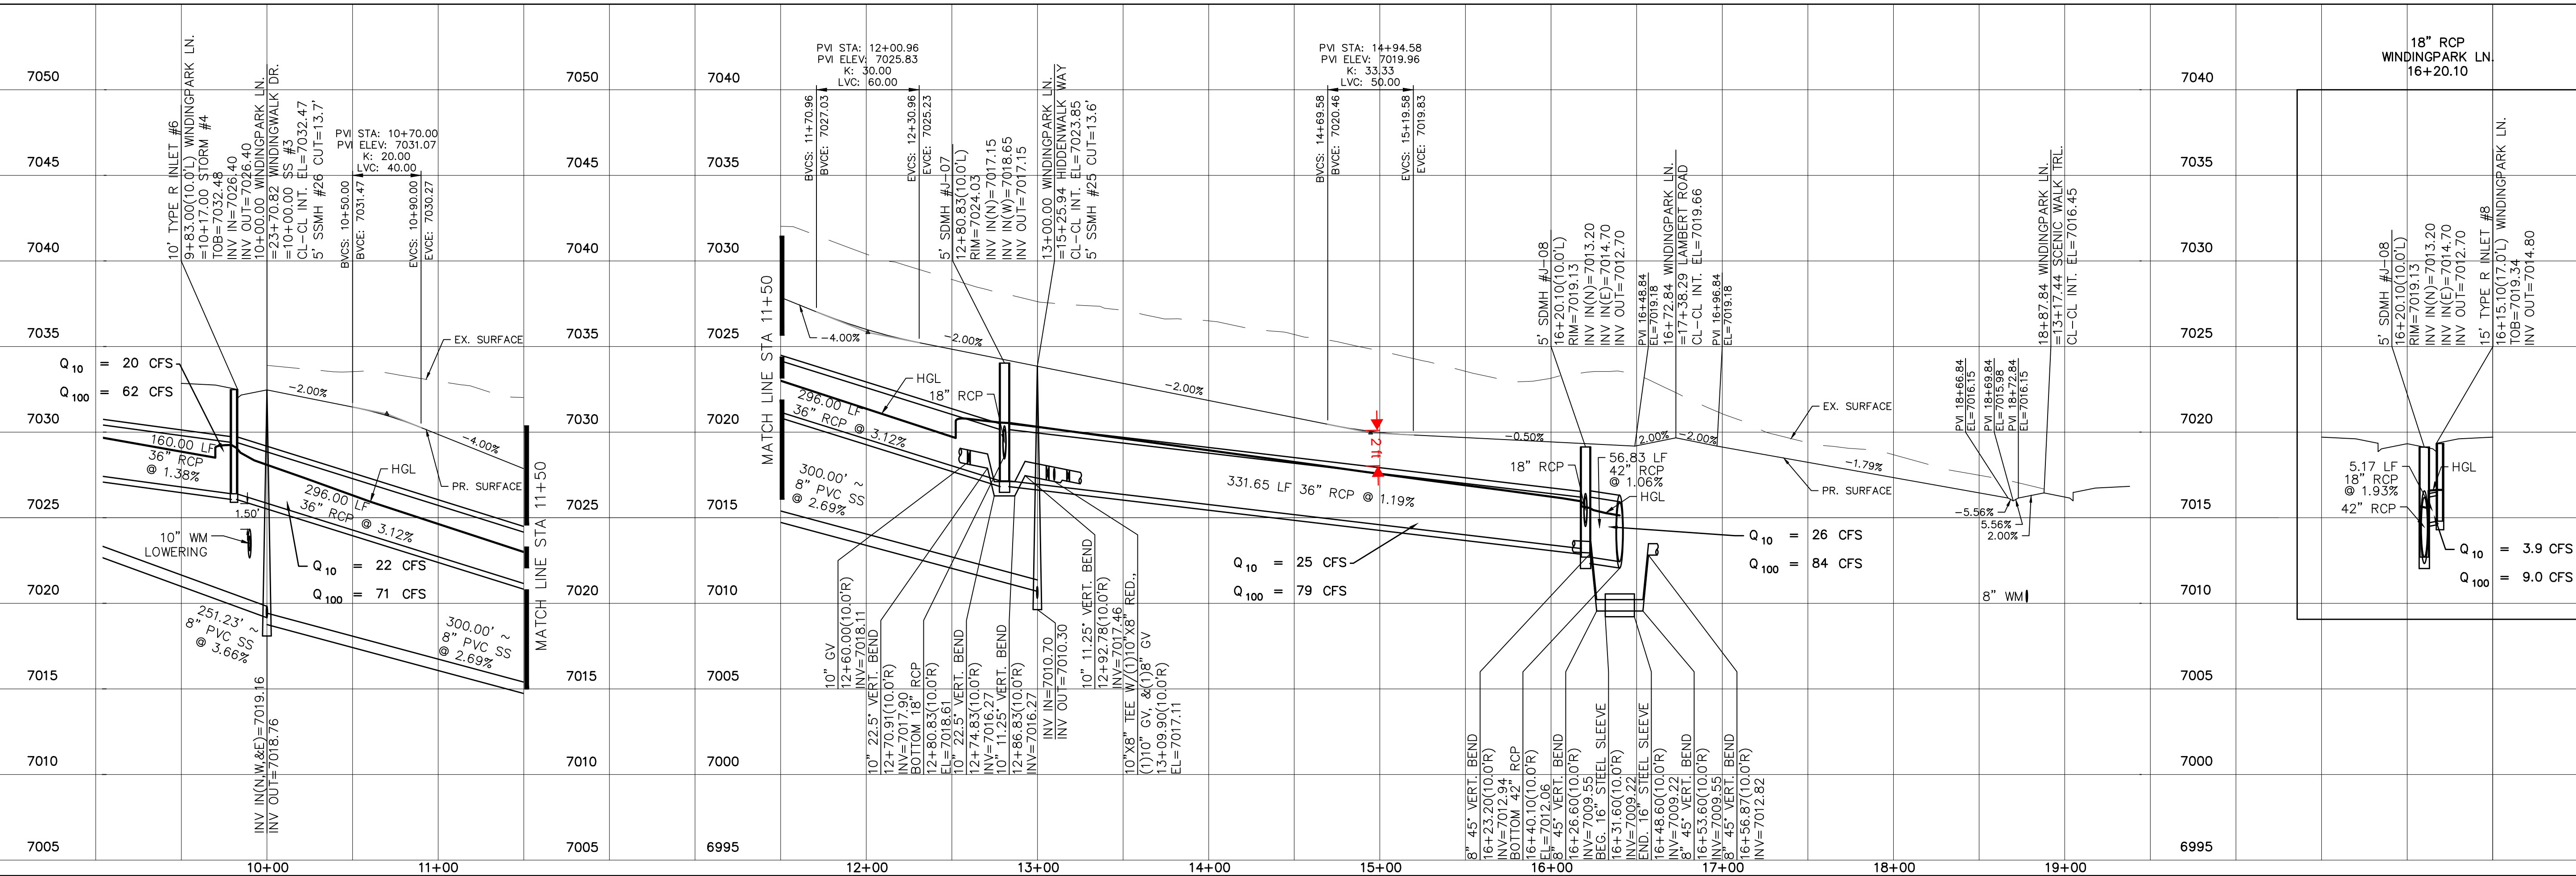 7050
7045
7040
7035
7030
7025
7020
7015
7010
7005
10' TYPE R INLET #6
9+83.00(10.0'L) WINDINGPARK LN.
=10+17.00 STORM #4
TOB=7032.48
INV IN=7026.40
INV OUT=7026.40
10+00.00 WINDINGPARK LN.
=23+70.82 WINDINGWALK DR.
=10+00.00 SS #3
CL-CL INT. EL=7032.47
5' SSMH #26 CUT=13.7'
PVI STA: 10+70.00
PVI ELEV: 7031.07
K: 20.00
LVC: 40.00
BVCS: 10+50.00
BVCE: 7031.47
EVCS: 10+90.00
EVCE: 7030.27
EX. SURFACE
Q10 = 20 CFS
Q100 = 62 CFS
-2.00%
-4.00%
160.00 LF
36" RCP
@ 1.38%
HGL
PR. SURFACE
296.00 LF
36" RCP @ 3.12%
1.50'
10" WM
LOWERING
Q10 = 22 CFS
Q100 = 71 CFS
251.23' ~
8" PVC SS
@ 3.66%
300.00' ~
8" PVC SS
@ 2.69%
INV IN(N,W,&E)=7019.16
INV OUT=7018.76
MATCH LINE STA 11+50
10+00
11+00
7050
7045
7040
7035
7030
7025
7020
7015
7010
7005
7040
7035
7030
7025
7020
7015
7010
7005
7000
6995
MATCH LINE STA 11+50
PVI STA: 12+00.96
PVI ELEV: 7025.83
K: 30.00
LVC: 60.00
BVCS: 11+70.96
BVCE: 7027.03
EVCS: 12+30.96
EVCE: 7025.23
5' SDMH #J-07
12+80.83(10.0'L)
RIM=7024.03
INV IN(N)=7017.15
INV IN(W)=7018.65
INV OUT=7017.15
13+00.00 WINDINGPARK LN.
=15+25.94 HIDDENWALK WAY
CL-CL INT. EL=7023.85
5' SSMH #25 CUT=13.6'
PVI STA: 14+94.58
PVI ELEV: 7019.96
K: 33.33
LVC: 50.00
BVCS: 14+69.58
BVCE: 7020.46
EVCS: 15+19.58
EVCE: 7019.83
-4.00%
-2.00%
HGL
18" RCP
296.00 LF
36" RCP @ 3.12%
-2.00%
2 ft
300.00' ~
8" PVC SS
@ 2.69%
331.65 LF 36" RCP @ 1.19%
Q10 = 25 CFS
Q100 = 79 CFS
10" GV
12+60.00(10.0'R)
INV=7018.11
10" 22.5° VERT. BEND
12+70.91(10.0'R)
INV=7017.90
BOTTOM 18" RCP
12+80.83(10.0'R)
EL=7018.61
10" 22.5° VERT. BEND
12+74.83(10.0'R)
INV=7016.27
10" 11.25° VERT. BEND
12+86.83(10.0'R)
INV=7016.27
INV IN=7010.70
INV OUT=7010.30
10" 11.25° VERT. BEND
12+92.78(10.0'R)
INV=7017.46
10"X8" TEE W/(1)10"X8" RED.,
(1)10" GV, &(1)8" GV
13+09.90(10.0'R)
EL=7017.11
5' SDMH #J-08
16+20.10(10.0'L)
RIM=7019.13
INV IN(N)=7013.20
INV IN(E)=7014.70
INV OUT=7012.70
PVI 16+48.84
EL=7019.18
16+72.84 WINDINGPARK LN.
=17+38.29 LAMBERT ROAD
CL-CL INT. EL=7019.66
PVI 16+96.84
EL=7019.18
-0.50%
2.00%
-2.00%
-1.79%
18" RCP
56.83 LF
42" RCP
@ 1.06%
HGL
EX. SURFACE
PR. SURFACE
Q10 = 26 CFS
Q100 = 84 CFS
PVI 18+66.84
EL=7016.15
PVI 18+69.84
EL=7015.98
PVI 18+72.84
EL=7016.15
18+87.84 WINDINGPARK LN.
=13+17.44 SCENIC WALK TRL.
CL-CL INT. EL=7016.45
-5.56%
5.56%
2.00%
8" WM
8" 45° VERT. BEND
16+23.20(10.0'R)
INV=7012.94
BOTTOM 42" RCP
16+40.10(10.0'R)
EL=7012.06
8" 45° VERT. BEND
16+26.60(10.0'R)
INV=7009.55
BEG. 16" STEEL SLEEVE
16+31.60(10.0'R)
INV=7009.22
END. 16" STEEL SLEEVE
16+48.60(10.0'R)
INV=7009.22
8" 45° VERT. BEND
16+53.60(10.0'R)
INV=7009.55
8" 45° VERT. BEND
16+56.87(10.0'R)
INV=7012.82
12+00
13+00
14+00
15+00
16+00
17+00
18+00
19+00
7040
7035
7030
7025
7020
7015
7010
7005
7000
6995
18" RCP
WINDINGPARK LN.
16+20.10
5' SDMH #J-08
16+20.10(10.0'L)
RIM=7019.13
INV IN(N)=7013.20
INV IN(E)=7014.70
INV OUT=7012.70
15' TYPE R INLET #8
16+15.10(17.0'L) WINDINGPARK LN.
TOB=7019.34
INV OUT=7014.80
5.17 LF
18" RCP
@ 1.93%
42" RCP
HGL
Q10 = 3.9 CFS
Q100 = 9.0 CFS